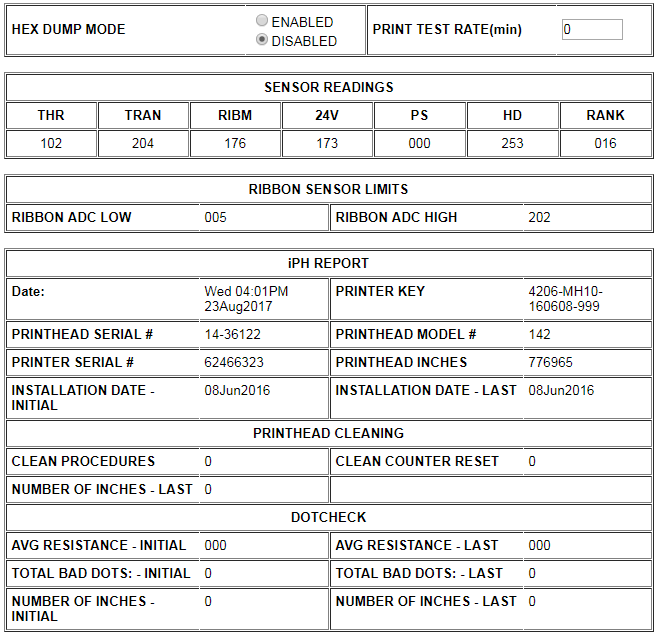 HEX DUMP MODE ENABLED DISABLED PRINT TEST RATE(min) 0
SENSOR READINGS
THR TRAN RIBM 24V PS HD RANK
102 204 176 173 000 253 016
RIBBON SENSOR LIMITS
RIBBON ADC LOW 005 RIBBON ADC HIGH 202
iPH REPORT
Date: Wed 04:01PM PRINTER KEY 4206-MH10-
23Aug2017 160608-999
PRINTHEAD SERIAL # 14-36122 PRINTHEAD MODEL # 142
PRINTER SERIAL # 62466323 PRINTHEAD INCHES 776965
INSTALLATION DATE - 08Jun2016 INSTALLATION DATE - LAST 08Jun2016
INITIAL
PRINTHEAD CLEANING
CLEAN PROCEDURES 0 CLEAN COUNTER RESET 0
NUMBER OF INCHES - LAST 0
DOTCHECK
AVG RESISTANCE - INITIAL 000 AVG RESISTANCE - LAST 000
TOTAL BAD DOTS: - INITIAL 0 TOTAL BAD DOTS: - LAST 0
NUMBER OF INCHES - 0 NUMBER OF INCHES - LAST 0
INITIAL